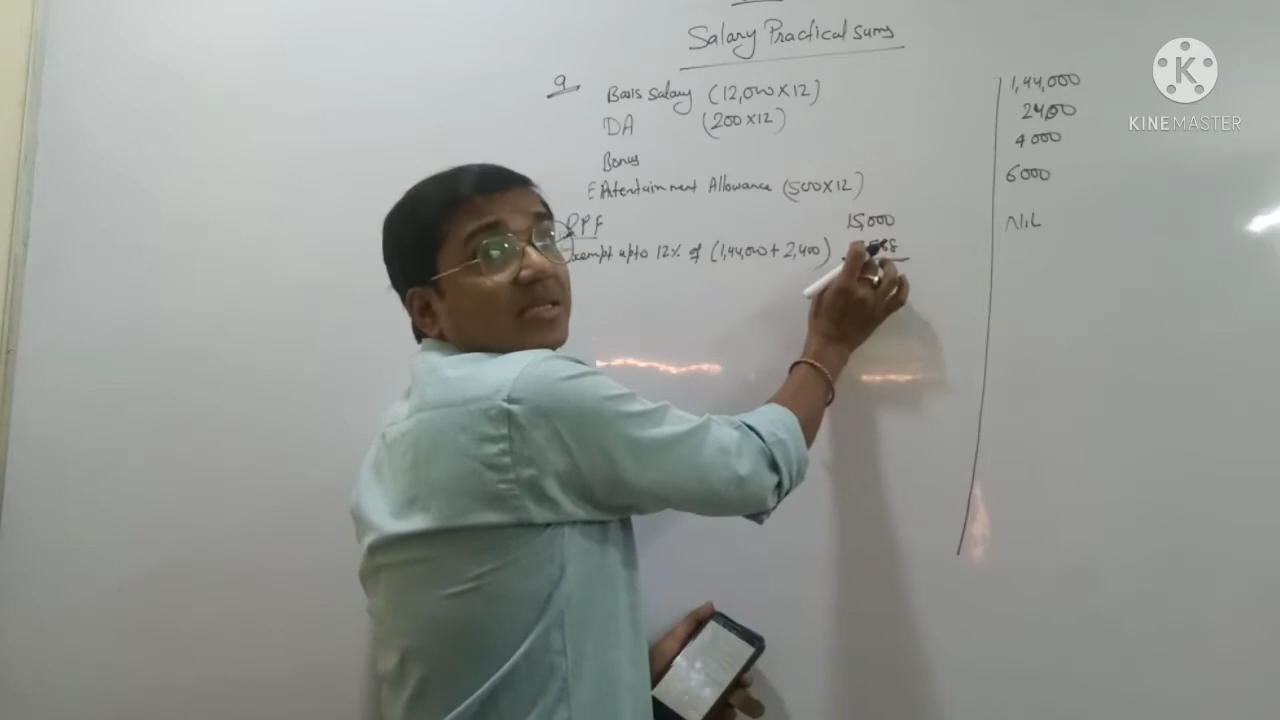 Salary Practical sums
9
Basis Salary (12,000×12) 1,44,000
DA (200×12) 2400
Bonus 4000
Entertainment Allowance (500×12) 6000
RPF 15,000 NIL
exempt upto 12% of (1,44,000+2,400)
K
KINEMASTER